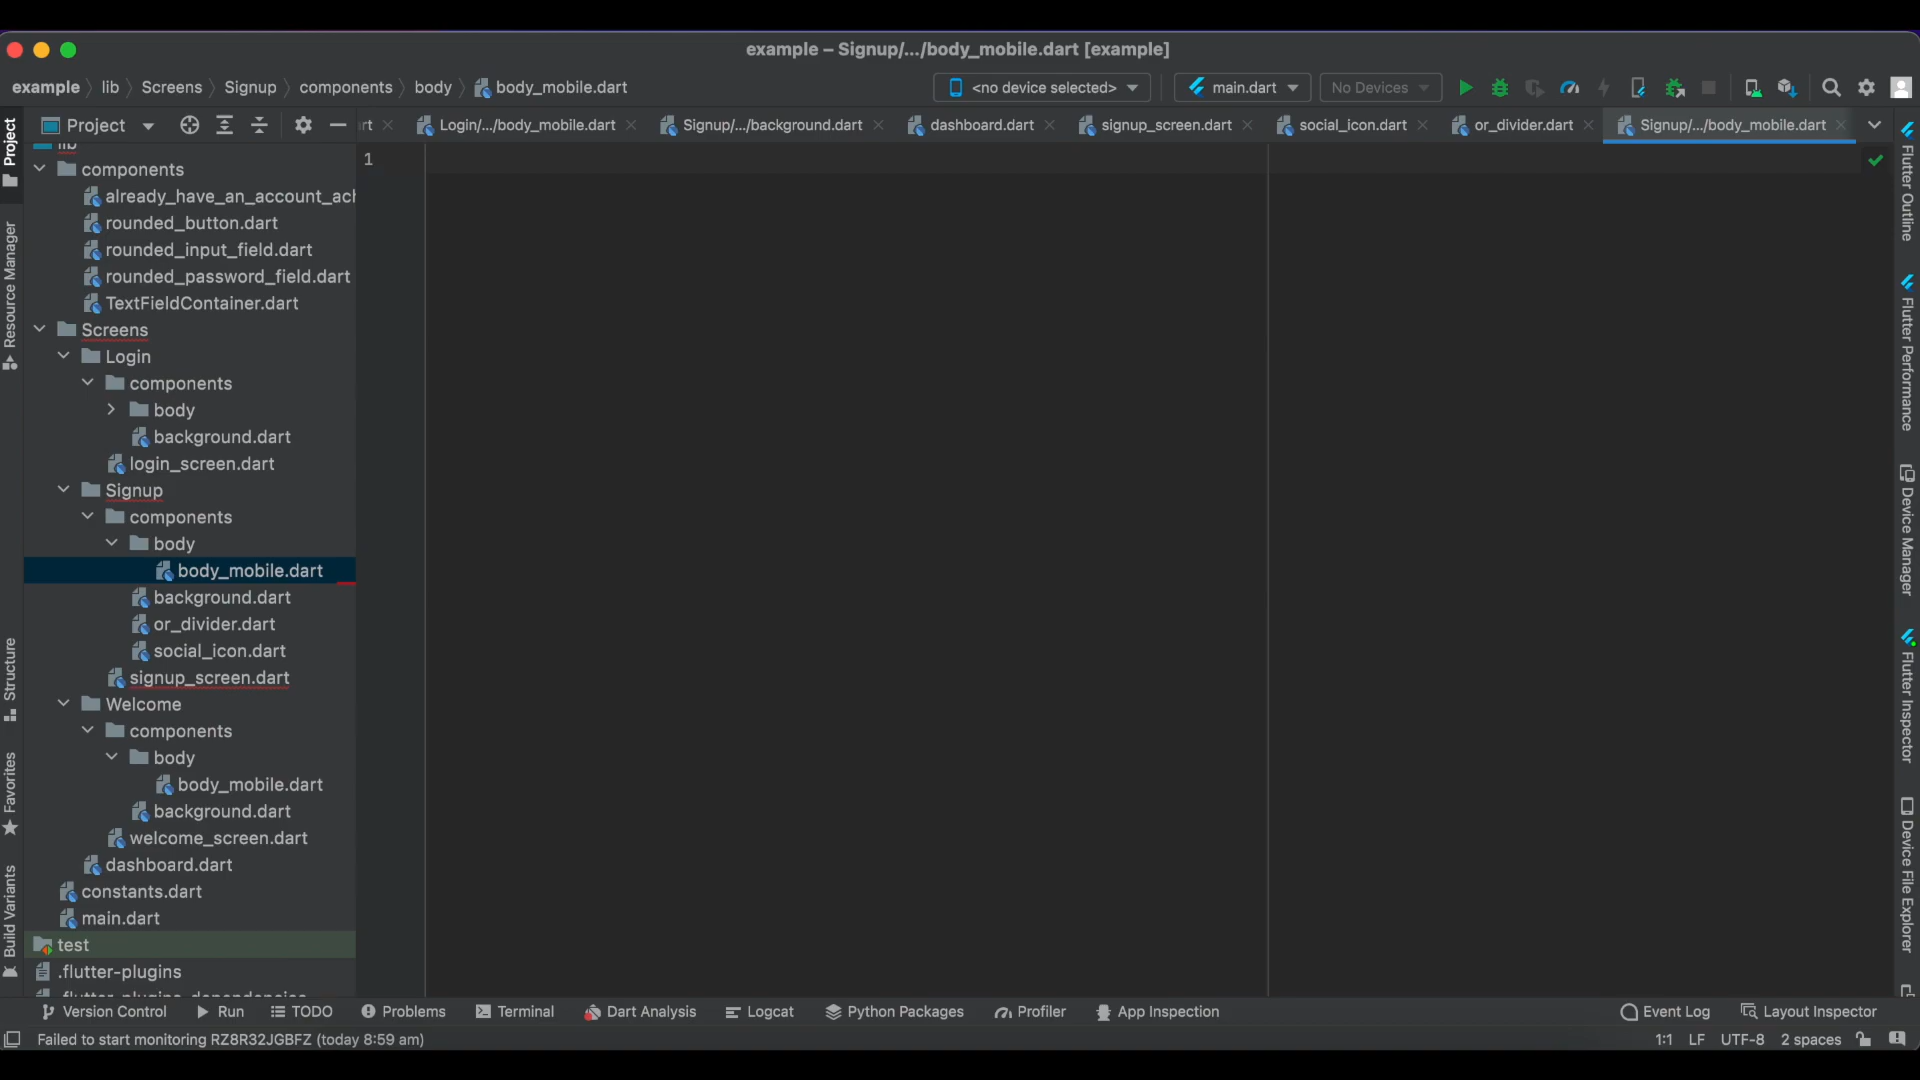 example – Signup/.../body_mobile.dart [example]
example lib Screens Signup components body body_mobile.dart <no device selected> main.dart No Devices
Project rt Login/.../body_mobile.dart Signup/.../background.dart dashboard.dart signup_screen.dart social_icon.dart or_divider.dart Signup/.../body_mobile.dart
lib
1
components
already_have_an_account_ach
rounded_button.dart
rounded_input_field.dart
rounded_password_field.dart
TextFieldContainer.dart
Screens
Login
components
body
background.dart
login_screen.dart
Signup
components
body
body_mobile.dart
background.dart
or_divider.dart
social_icon.dart
signup_screen.dart
Welcome
components
body
body_mobile.dart
background.dart
welcome_screen.dart
dashboard.dart
constants.dart
main.dart
test
.flutter-plugins
.flutter-plugins-dependencies
Project
Resource Manager
Structure
Favorites
Build Variants
Flutter Outline
Flutter Performance
Device Manager
Flutter Inspector
Device File Explorer
Version Control Run TODO Problems Terminal Dart Analysis Logcat Python Packages Profiler App Inspection Event Log Layout Inspector
Failed to start monitoring RZ8R32JGBFZ (today 8:59 am) 1:1 LF UTF-8 2 spaces